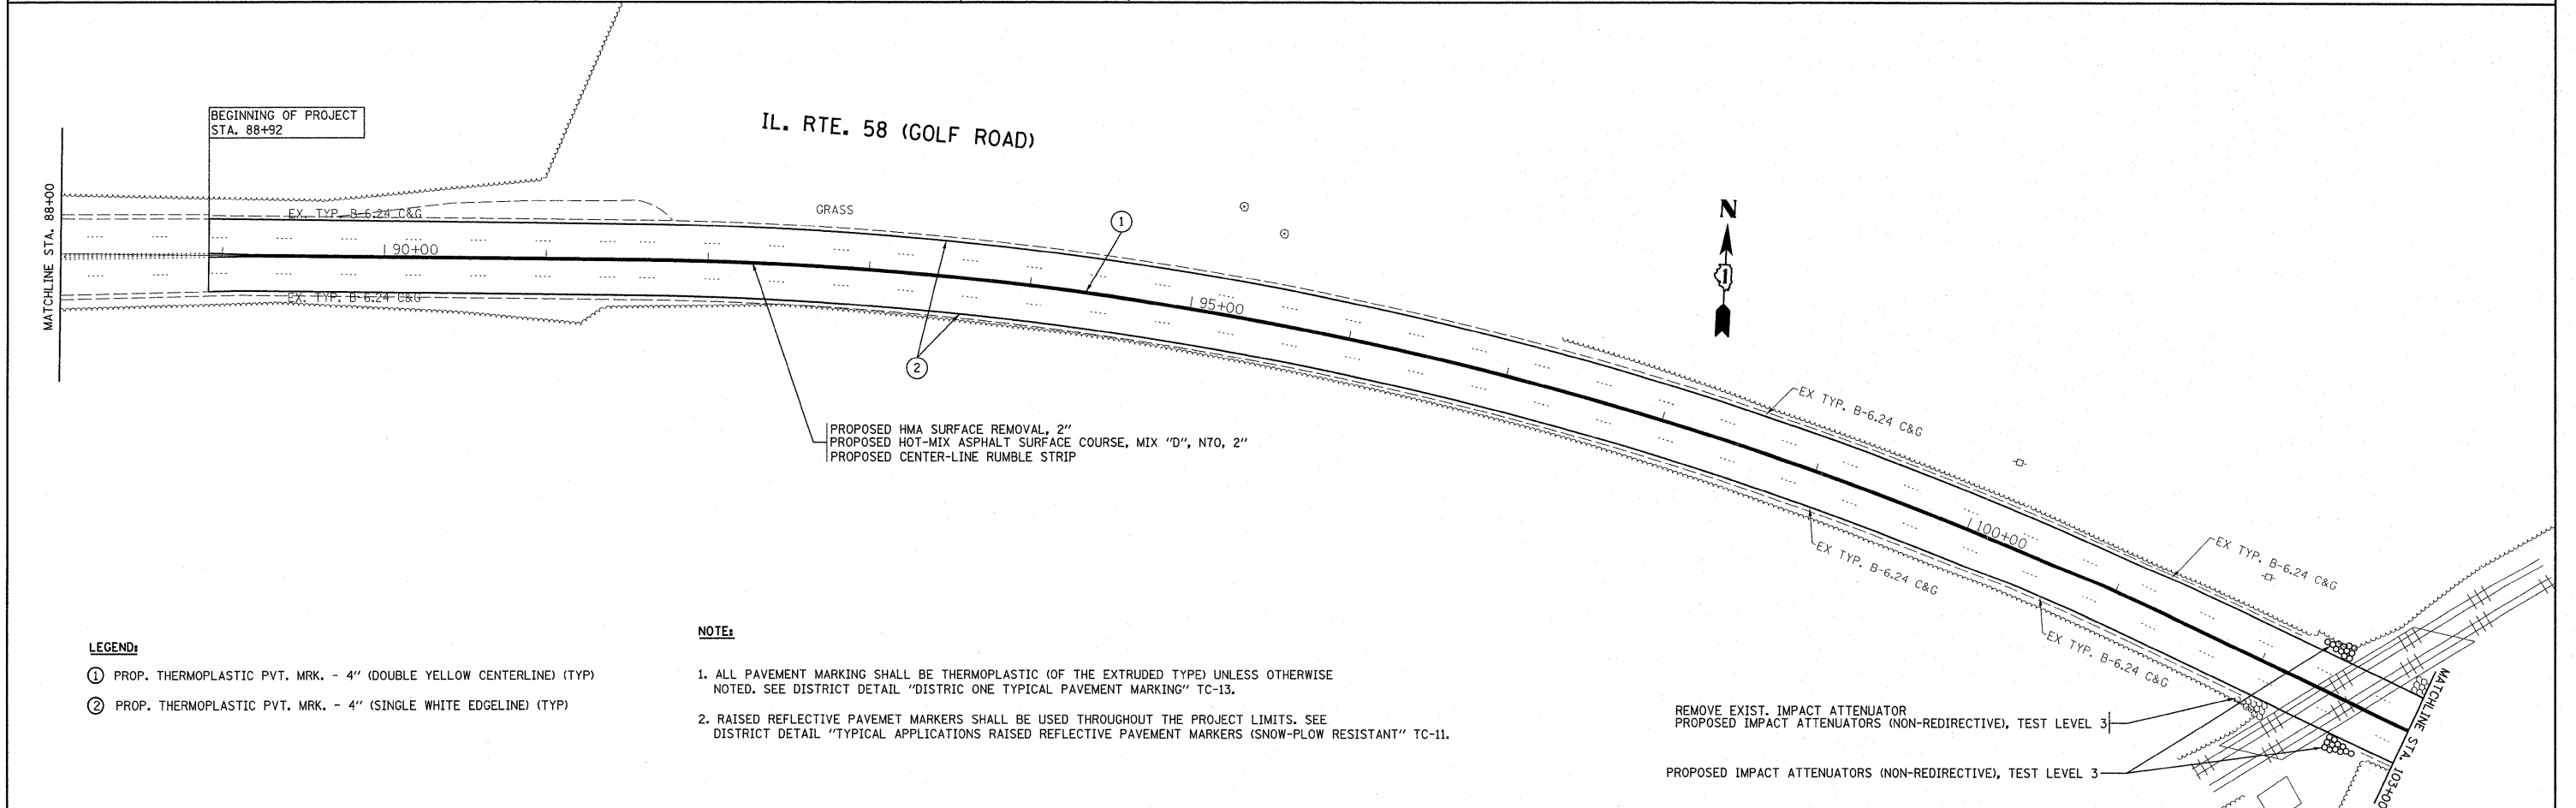 BEGINNING OF PROJECT
STA. 88+92
IL. RTE. 58 (GOLF ROAD)
MATCHLINE STA. 88+00
EX. TYP. B-6.24 C&G
GRASS
1
N
1
90+00
EX. TYP. B-6.24 C&G
95+00
2
EX TYP. B-6.24 C&G
PROPOSED HMA SURFACE REMOVAL, 2"
PROPOSED HOT-MIX ASPHALT SURFACE COURSE, MIX "D", N70, 2"
PROPOSED CENTER-LINE RUMBLE STRIP
100+00
EX TYP. B-6.24 C&G
EX TYP. B-6.24 C&G
EX TYP. B-6.24 C&G
LEGEND:
1 PROP. THERMOPLASTIC PVT. MRK. - 4" (DOUBLE YELLOW CENTERLINE) (TYP)
2 PROP. THERMOPLASTIC PVT. MRK. - 4" (SINGLE WHITE EDGELINE) (TYP)
NOTE:
1. ALL PAVEMENT MARKING SHALL BE THERMOPLASTIC (OF THE EXTRUDED TYPE) UNLESS OTHERWISE
NOTED. SEE DISTRICT DETAIL "DISTRIC ONE TYPICAL PAVEMENT MARKING" TC-13.
2. RAISED REFLECTIVE PAVEMET MARKERS SHALL BE USED THROUGHOUT THE PROJECT LIMITS. SEE
DISTRICT DETAIL "TYPICAL APPLICATIONS RAISED REFLECTIVE PAVEMENT MARKERS (SNOW-PLOW RESISTANT" TC-11.
REMOVE EXIST. IMPACT ATTENUATOR
PROPOSED IMPACT ATTENUATORS (NON-REDIRECTIVE), TEST LEVEL 3
PROPOSED IMPACT ATTENUATORS (NON-REDIRECTIVE), TEST LEVEL 3
MATCHLINE STA. 103+00